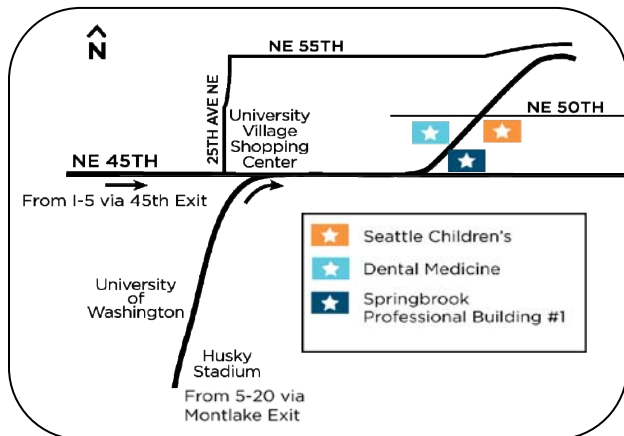 N
NE 55TH
NE 50TH
25TH AVE NE
University
Village
Shopping
Center
NE 45TH
From I-5 via 45th Exit
Seattle Children's
Dental Medicine
Springbrook
Professional Building #1
University
of
Washington
Husky
Stadium
From 5-20 via
Montlake Exit